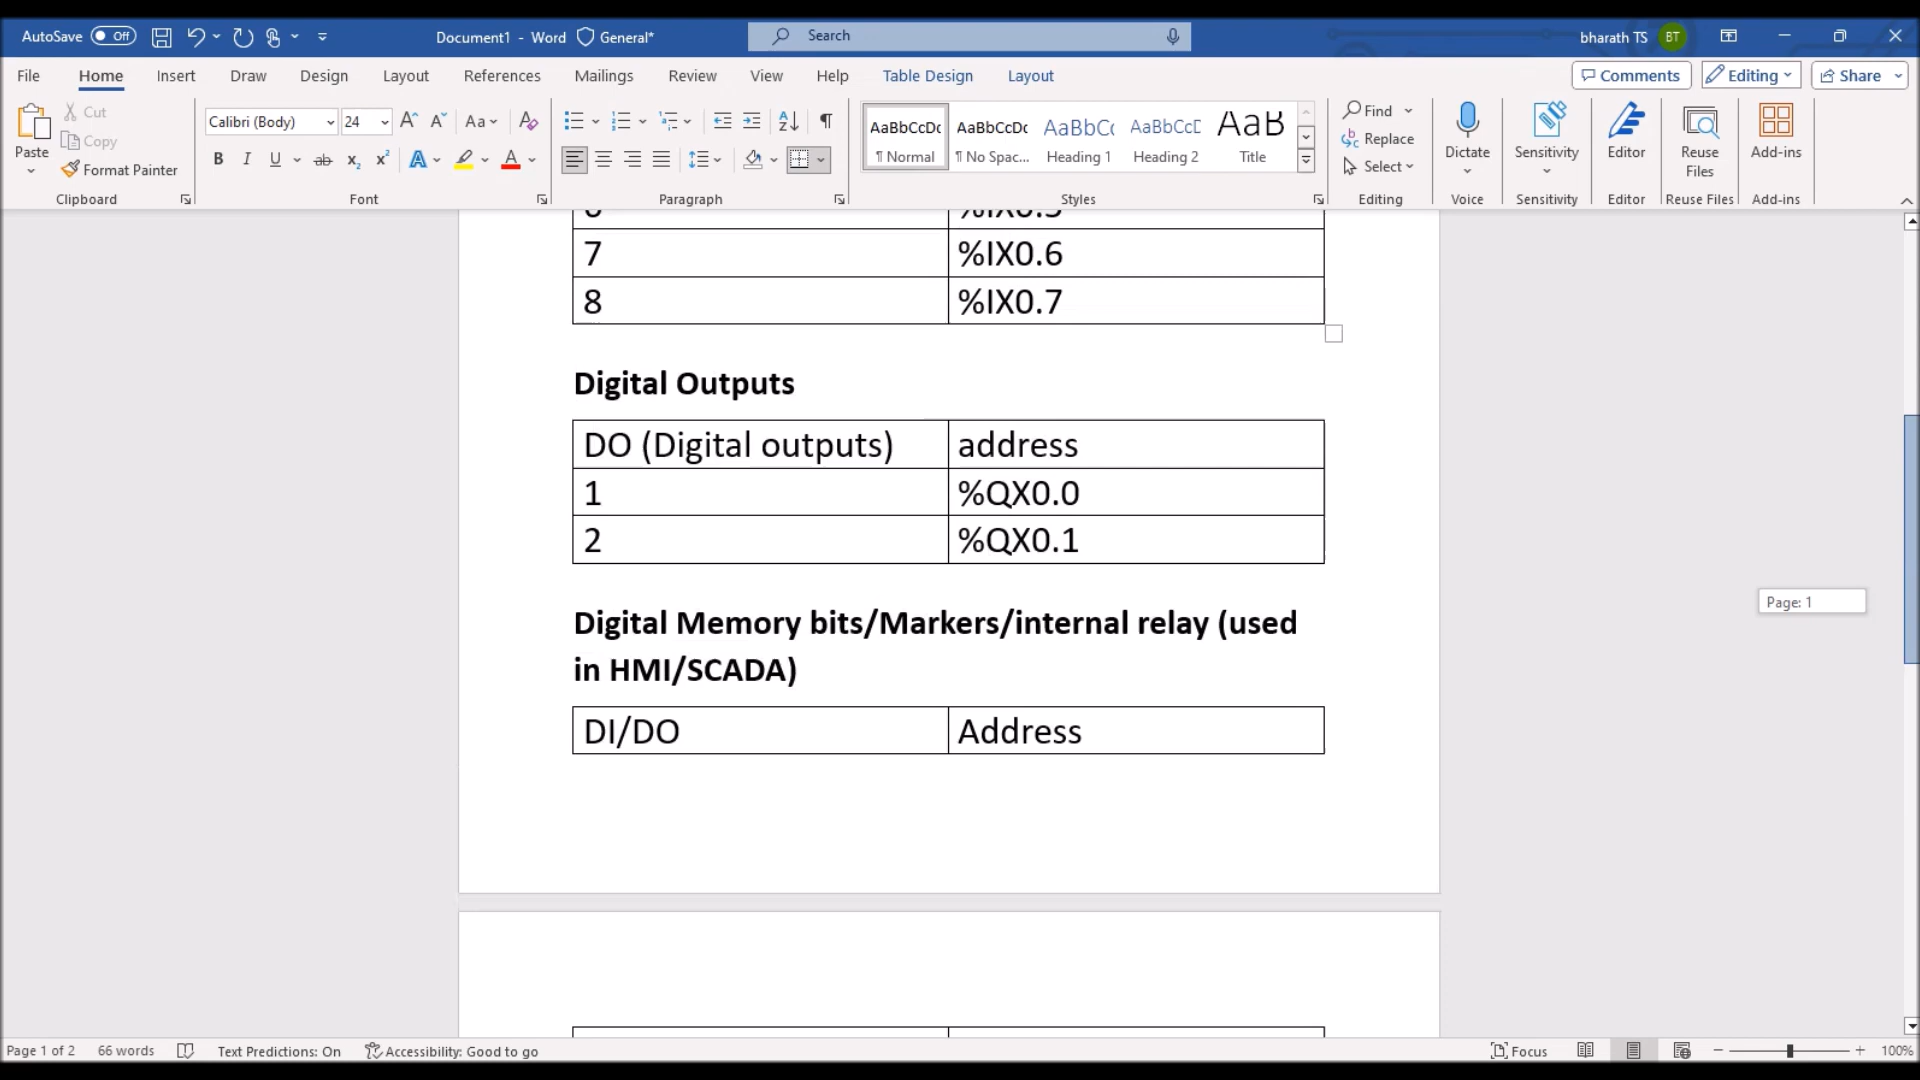 AutoSave Off Document1 - Word General* Search bharath TS BT
File Home Insert Draw Design Layout References Mailings Review View Help Table Design Layout Comments Editing Share
Paste Cut Copy Format Painter
Calibri (Body) 24 Aa
B I U ab x₂ x² A A
AaBbCcDc AaBbCcDc AaBbCc AaBbCcD AaB
¶ Normal ¶ No Spac... Heading 1 Heading 2 Title
Find Replace Select
Dictate Sensitivity Editor Reuse Files Add-ins
Clipboard Font Paragraph Styles Editing Voice Sensitivity Editor Reuse Files Add-ins
7 %IX0.6
8 %IX0.7
Digital Outputs
DO (Digital outputs) address
1 %QX0.0
2 %QX0.1
Digital Memory bits/Markers/internal relay (used
in HMI/SCADA)
DI/DO Address
Page: 1
Page 1 of 2 66 words Text Predictions: On Accessibility: Good to go Focus 100%